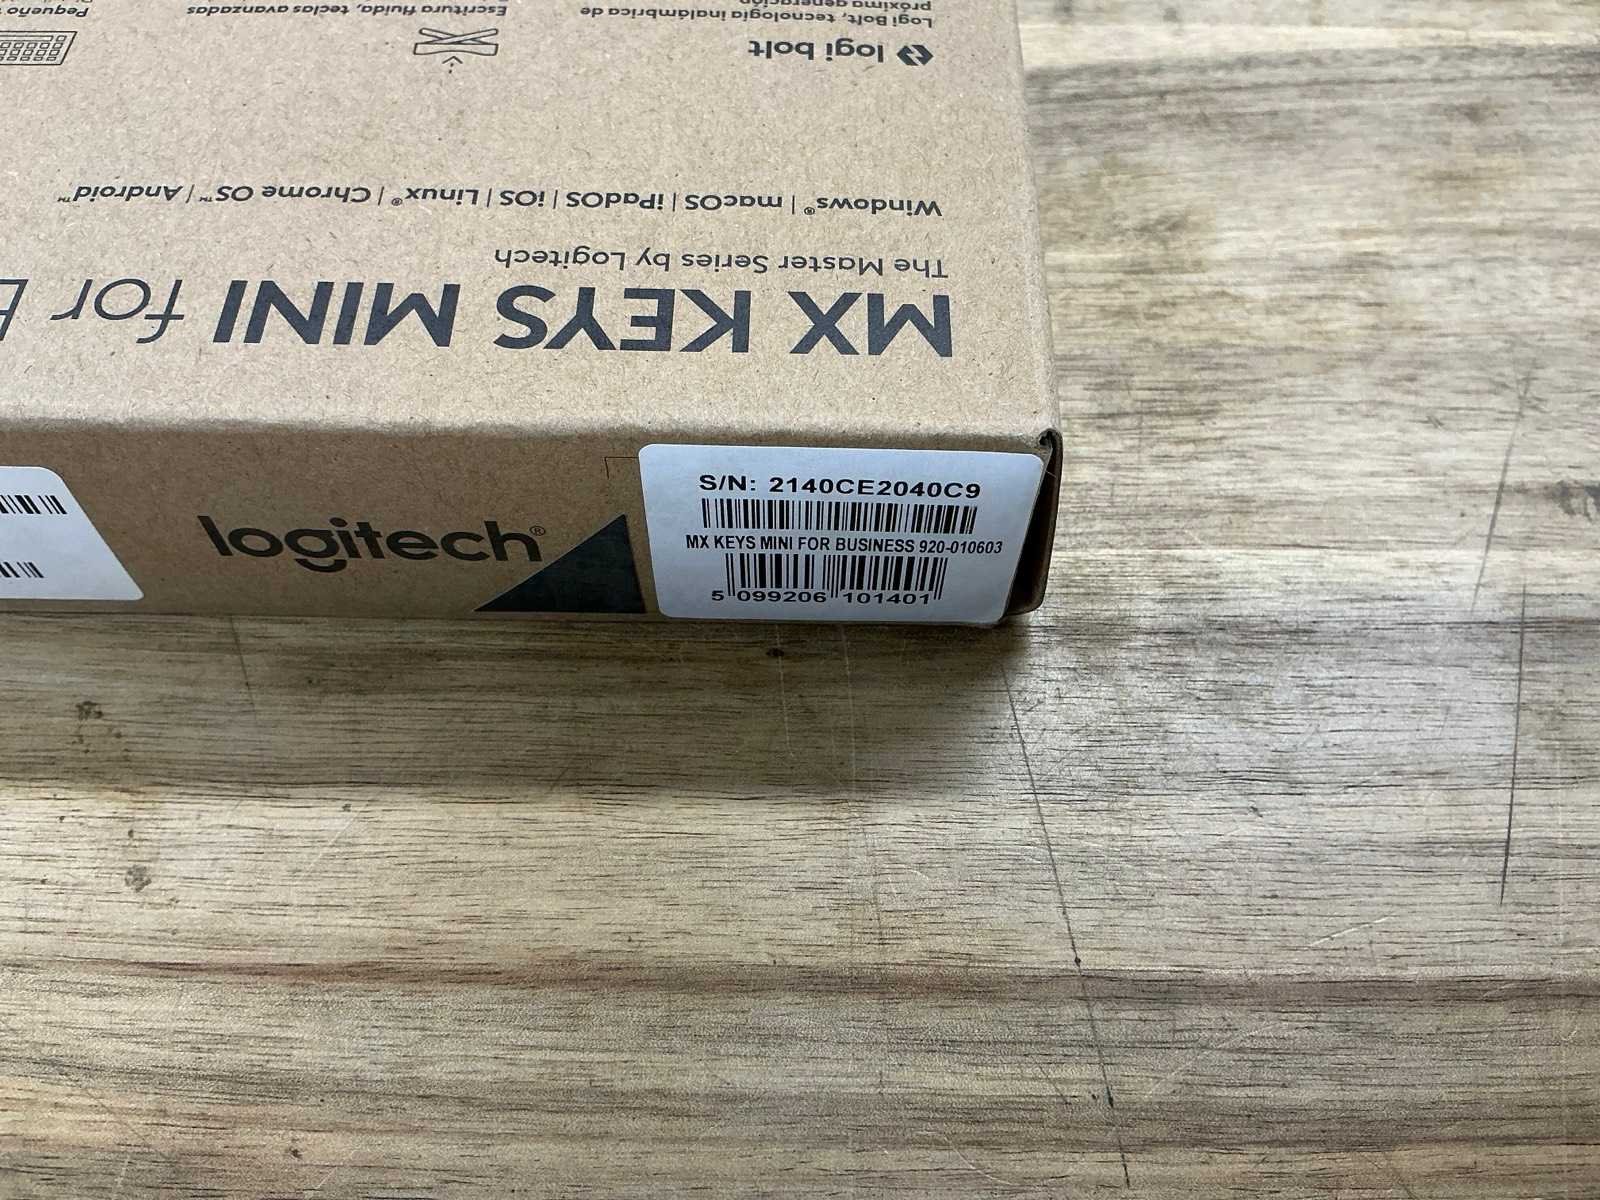 S/N: 2140CE2040C9
MX KEYS MINI FOR BUSINESS 920-010603
5 099206 101401
logitech®
MX KEYS MINI for
The Master Series by Logitech
Windows® | macOS | iPadOS | iOS | Linux® | Chrome OS™ | Android™
logi bolt
Logi Bolt, tecnología inalámbrica de
próxima generación
Escritura fluida, teclas avanzadas
Pequeño